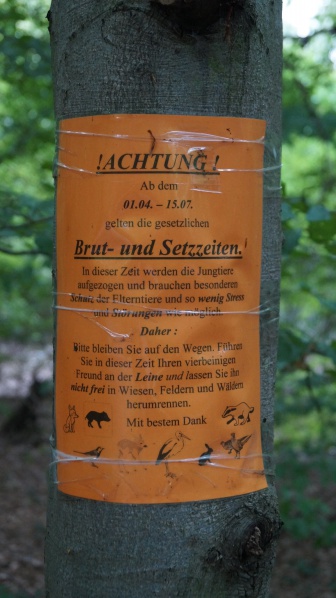 !ACHTUNG !
Ab dem
01.04. – 15.07.
gelten die gesetzlichen
Brut- und Setzzeiten.
In dieser Zeit werden die Jungtiere
aufgezogen und brauchen besonderen
Schutz der Elterntiere und so wenig Stress
und Störungen wie möglich.
Daher :
Bitte bleiben Sie auf den Wegen. Führen
Sie in dieser Zeit Ihren vierbeinigen
Freund an der Leine und lassen Sie ihn
nicht frei in Wiesen, Feldern und Wäldern
herumrennen.
Mit bestem Dank